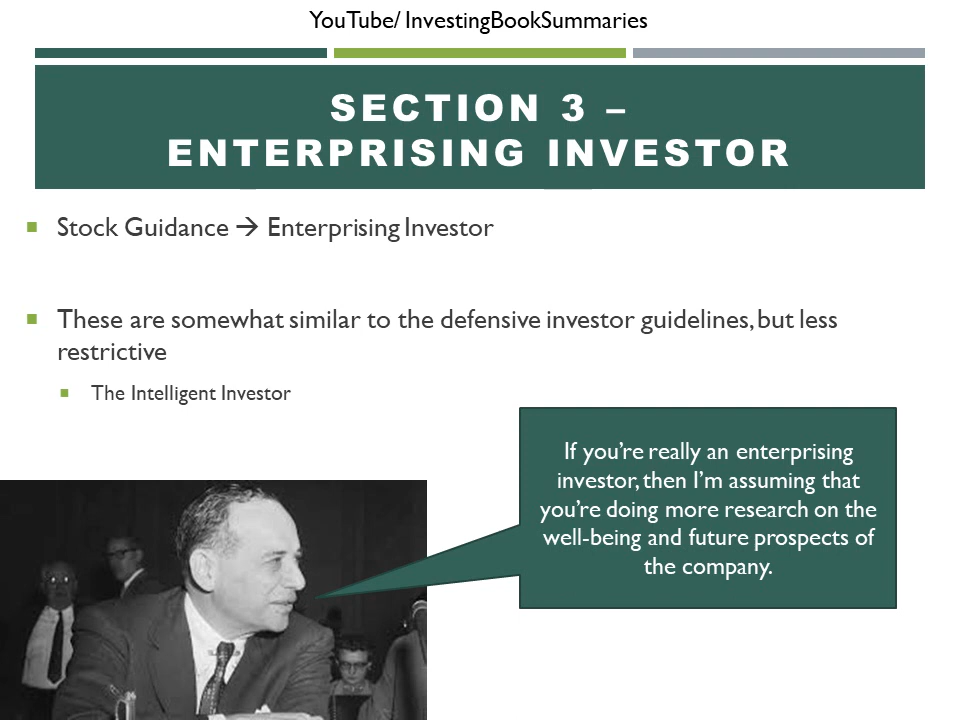 YouTube/ InvestingBookSummaries
SECTION 3 –
ENTERPRISING INVESTOR
Stock Guidance → Enterprising Investor
These are somewhat similar to the defensive investor guidelines, but less
restrictive
The Intelligent Investor
If you’re really an enterprising
investor, then I’m assuming that
you’re doing more research on the
well-being and future prospects of
the company.